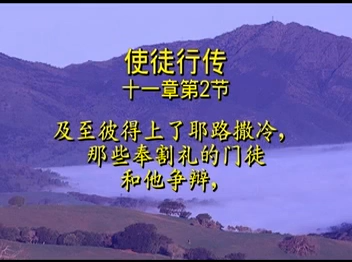 使徒行传
十一章第2节
及至彼得上了耶路撒冷,
那些奉割礼的门徒
和他争辩,